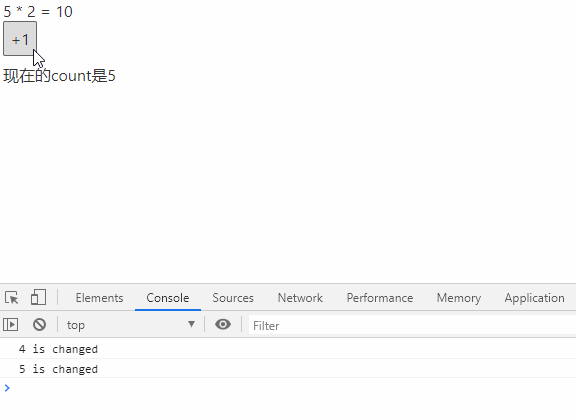 5 * 2 = 10
+1
现在的count是5
Elements Console Sources Network Performance Memory Application
top Filter
4 is changed
5 is changed